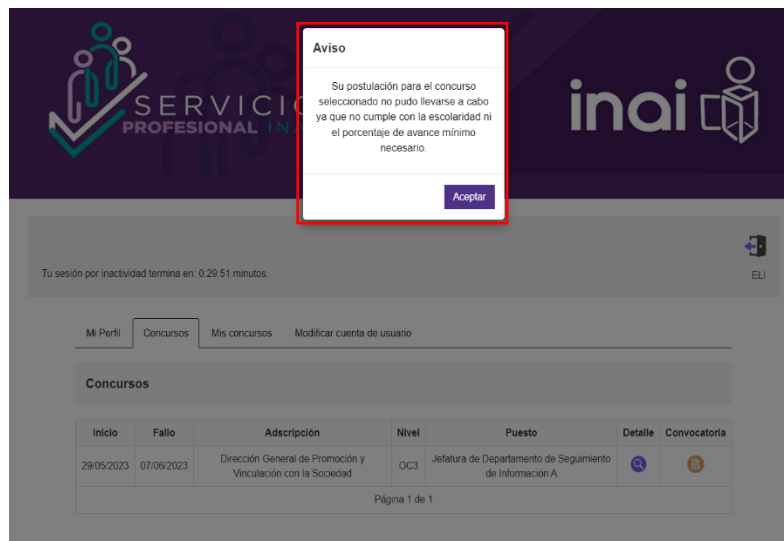 Aviso
Su postulación para el concurso
seleccionado no pudo llevarse a cabo
ya que no cumple con la escolaridad ni
el porcentaje de avance mínimo
necesario.
Aceptar
SERVICI
PROFESIONAL IN
inai
Tu sesión por inactividad termina en: 0:29:51 minutos.
ELI
Mi Perfil Concursos Mis concursos Modificar cuenta de usuario
Concursos
Inicio Fallo Adscripción Nivel Puesto Detalle Convocatoria
29/05/2023 07/06/2023 Dirección General de Promoción y
Vinculación con la Sociedad OC3 Jefatura de Departamento de Seguimiento
de Información A
Página 1 de 1